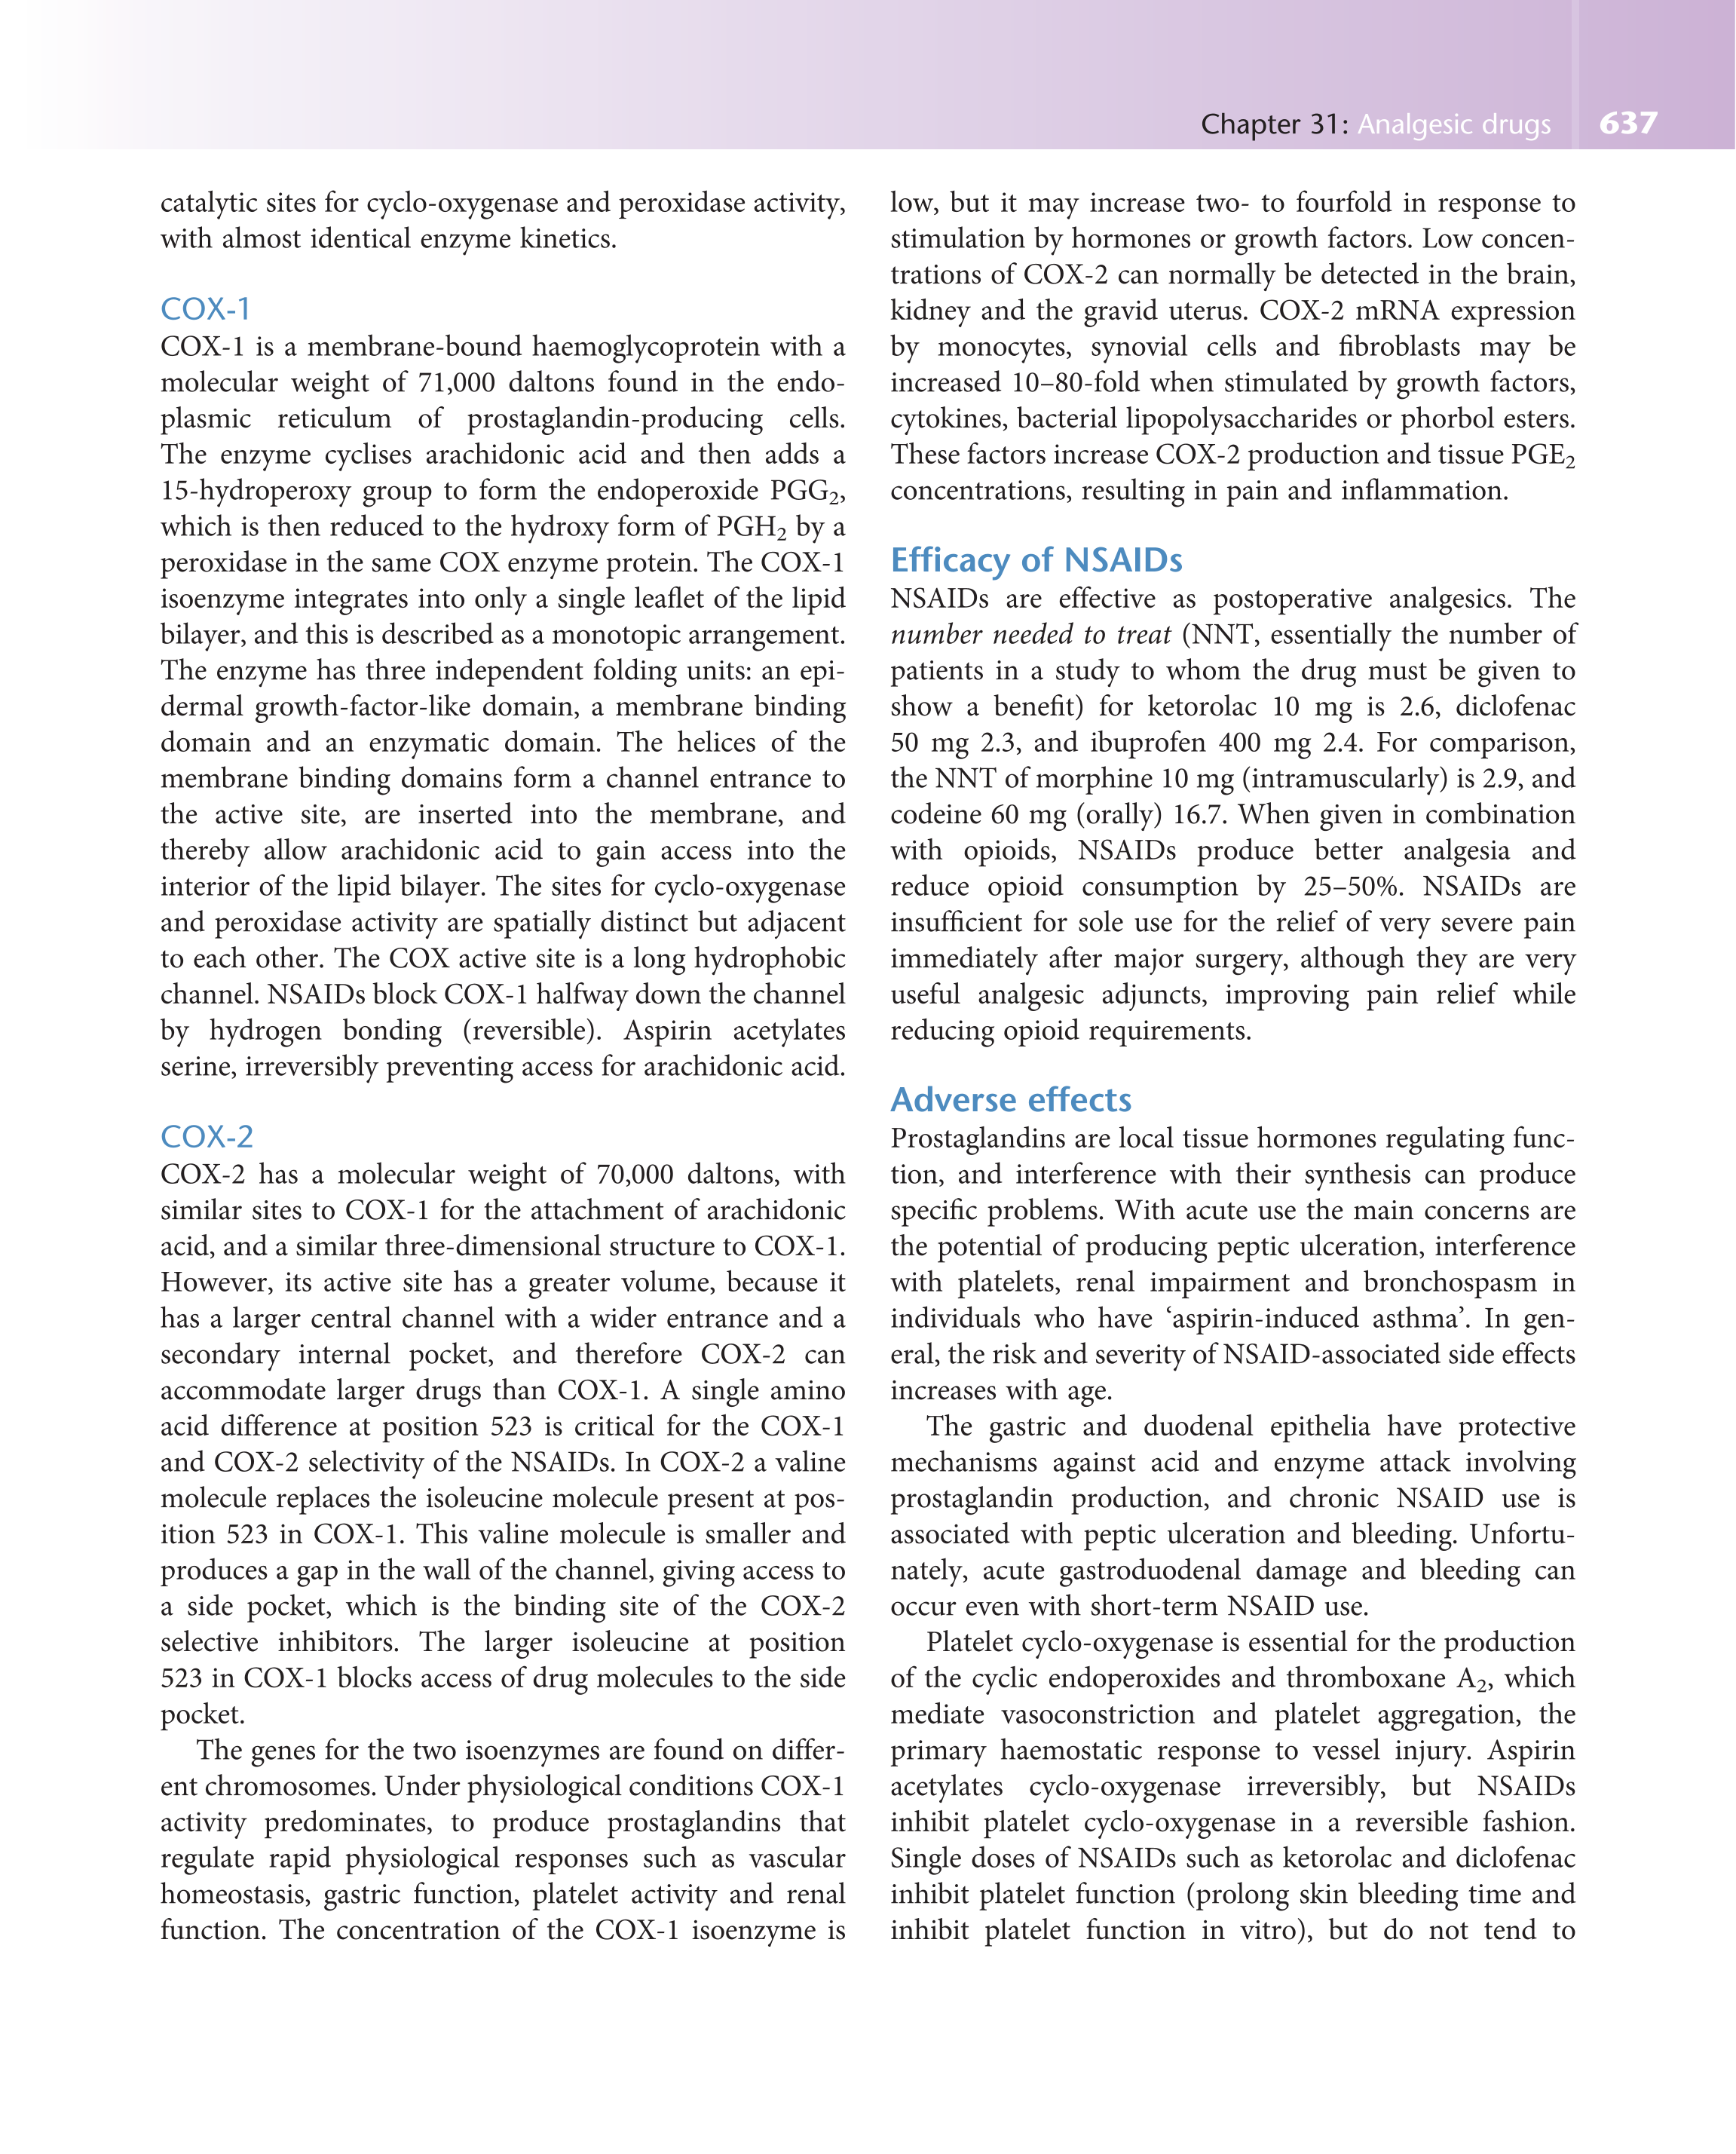 Chapter 31: Analgesic drugs 637
catalytic sites for cyclo-oxygenase and peroxidase activity,
with almost identical enzyme kinetics.
COX-1
COX-1 is a membrane-bound haemoglycoprotein with a
molecular weight of 71,000 daltons found in the endo-
plasmic reticulum of prostaglandin-producing cells.
The enzyme cyclises arachidonic acid and then adds a
15-hydroperoxy group to form the endoperoxide PGG₂,
which is then reduced to the hydroxy form of PGH₂ by a
peroxidase in the same COX enzyme protein. The COX-1
isoenzyme integrates into only a single leaflet of the lipid
bilayer, and this is described as a monotopic arrangement.
The enzyme has three independent folding units: an epi-
dermal growth-factor-like domain, a membrane binding
domain and an enzymatic domain. The helices of the
membrane binding domains form a channel entrance to
the active site, are inserted into the membrane, and
thereby allow arachidonic acid to gain access into the
interior of the lipid bilayer. The sites for cyclo-oxygenase
and peroxidase activity are spatially distinct but adjacent
to each other. The COX active site is a long hydrophobic
channel. NSAIDs block COX-1 halfway down the channel
by hydrogen bonding (reversible). Aspirin acetylates
serine, irreversibly preventing access for arachidonic acid.
COX-2
COX-2 has a molecular weight of 70,000 daltons, with
similar sites to COX-1 for the attachment of arachidonic
acid, and a similar three-dimensional structure to COX-1.
However, its active site has a greater volume, because it
has a larger central channel with a wider entrance and a
secondary internal pocket, and therefore COX-2 can
accommodate larger drugs than COX-1. A single amino
acid difference at position 523 is critical for the COX-1
and COX-2 selectivity of the NSAIDs. In COX-2 a valine
molecule replaces the isoleucine molecule present at pos-
ition 523 in COX-1. This valine molecule is smaller and
produces a gap in the wall of the channel, giving access to
a side pocket, which is the binding site of the COX-2
selective inhibitors. The larger isoleucine at position
523 in COX-1 blocks access of drug molecules to the side
pocket.
The genes for the two isoenzymes are found on differ-
ent chromosomes. Under physiological conditions COX-1
activity predominates, to produce prostaglandins that
regulate rapid physiological responses such as vascular
homeostasis, gastric function, platelet activity and renal
function. The concentration of the COX-1 isoenzyme is
low, but it may increase two- to fourfold in response to
stimulation by hormones or growth factors. Low concen-
trations of COX-2 can normally be detected in the brain,
kidney and the gravid uterus. COX-2 mRNA expression
by monocytes, synovial cells and fibroblasts may be
increased 10–80-fold when stimulated by growth factors,
cytokines, bacterial lipopolysaccharides or phorbol esters.
These factors increase COX-2 production and tissue PGE₂
concentrations, resulting in pain and inflammation.
Efficacy of NSAIDs
NSAIDs are effective as postoperative analgesics. The
number needed to treat (NNT, essentially the number of
patients in a study to whom the drug must be given to
show a benefit) for ketorolac 10 mg is 2.6, diclofenac
50 mg 2.3, and ibuprofen 400 mg 2.4. For comparison,
the NNT of morphine 10 mg (intramuscularly) is 2.9, and
codeine 60 mg (orally) 16.7. When given in combination
with opioids, NSAIDs produce better analgesia and
reduce opioid consumption by 25–50%. NSAIDs are
insufficient for sole use for the relief of very severe pain
immediately after major surgery, although they are very
useful analgesic adjuncts, improving pain relief while
reducing opioid requirements.
Adverse effects
Prostaglandins are local tissue hormones regulating func-
tion, and interference with their synthesis can produce
specific problems. With acute use the main concerns are
the potential of producing peptic ulceration, interference
with platelets, renal impairment and bronchospasm in
individuals who have ‘aspirin-induced asthma’. In gen-
eral, the risk and severity of NSAID-associated side effects
increases with age.
The gastric and duodenal epithelia have protective
mechanisms against acid and enzyme attack involving
prostaglandin production, and chronic NSAID use is
associated with peptic ulceration and bleeding. Unfortu-
nately, acute gastroduodenal damage and bleeding can
occur even with short-term NSAID use.
Platelet cyclo-oxygenase is essential for the production
of the cyclic endoperoxides and thromboxane A₂, which
mediate vasoconstriction and platelet aggregation, the
primary haemostatic response to vessel injury. Aspirin
acetylates cyclo-oxygenase irreversibly, but NSAIDs
inhibit platelet cyclo-oxygenase in a reversible fashion.
Single doses of NSAIDs such as ketorolac and diclofenac
inhibit platelet function (prolong skin bleeding time and
inhibit platelet function in vitro), but do not tend to